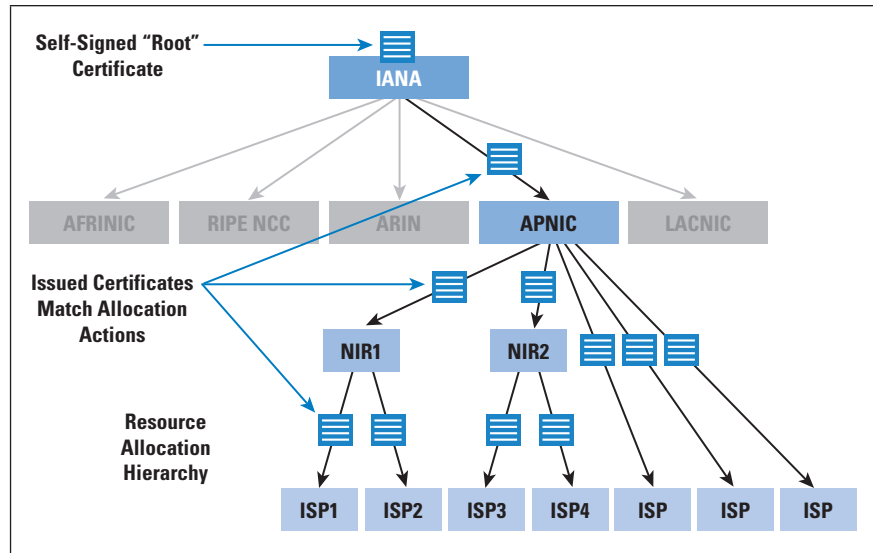 Self-Signed “Root”
Certificate
IANA
AFRINIC
RIPE NCC
ARIN
APNIC
LACNIC
Issued Certificates
Match Allocation
Actions
NIR1
NIR2
Resource
Allocation
Hierarchy
ISP1
ISP2
ISP3
ISP4
ISP
ISP
ISP